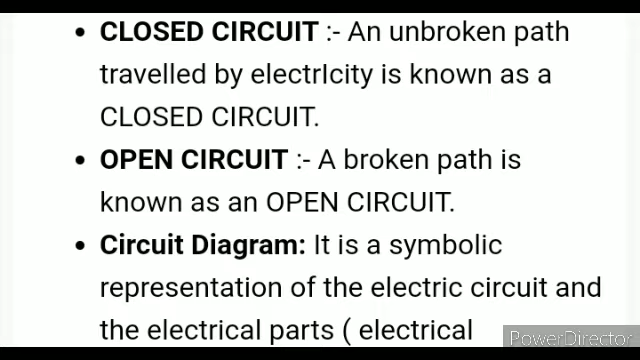 • CLOSED CIRCUIT :- An unbroken path
travelled by electrIcity is known as a
CLOSED CIRCUIT.
• OPEN CIRCUIT :- A broken path is
known as an OPEN CIRCUIT.
• Circuit Diagram: It is a symbolic
representation of the electric circuit and
the electrical parts ( electrical
PowerDirector